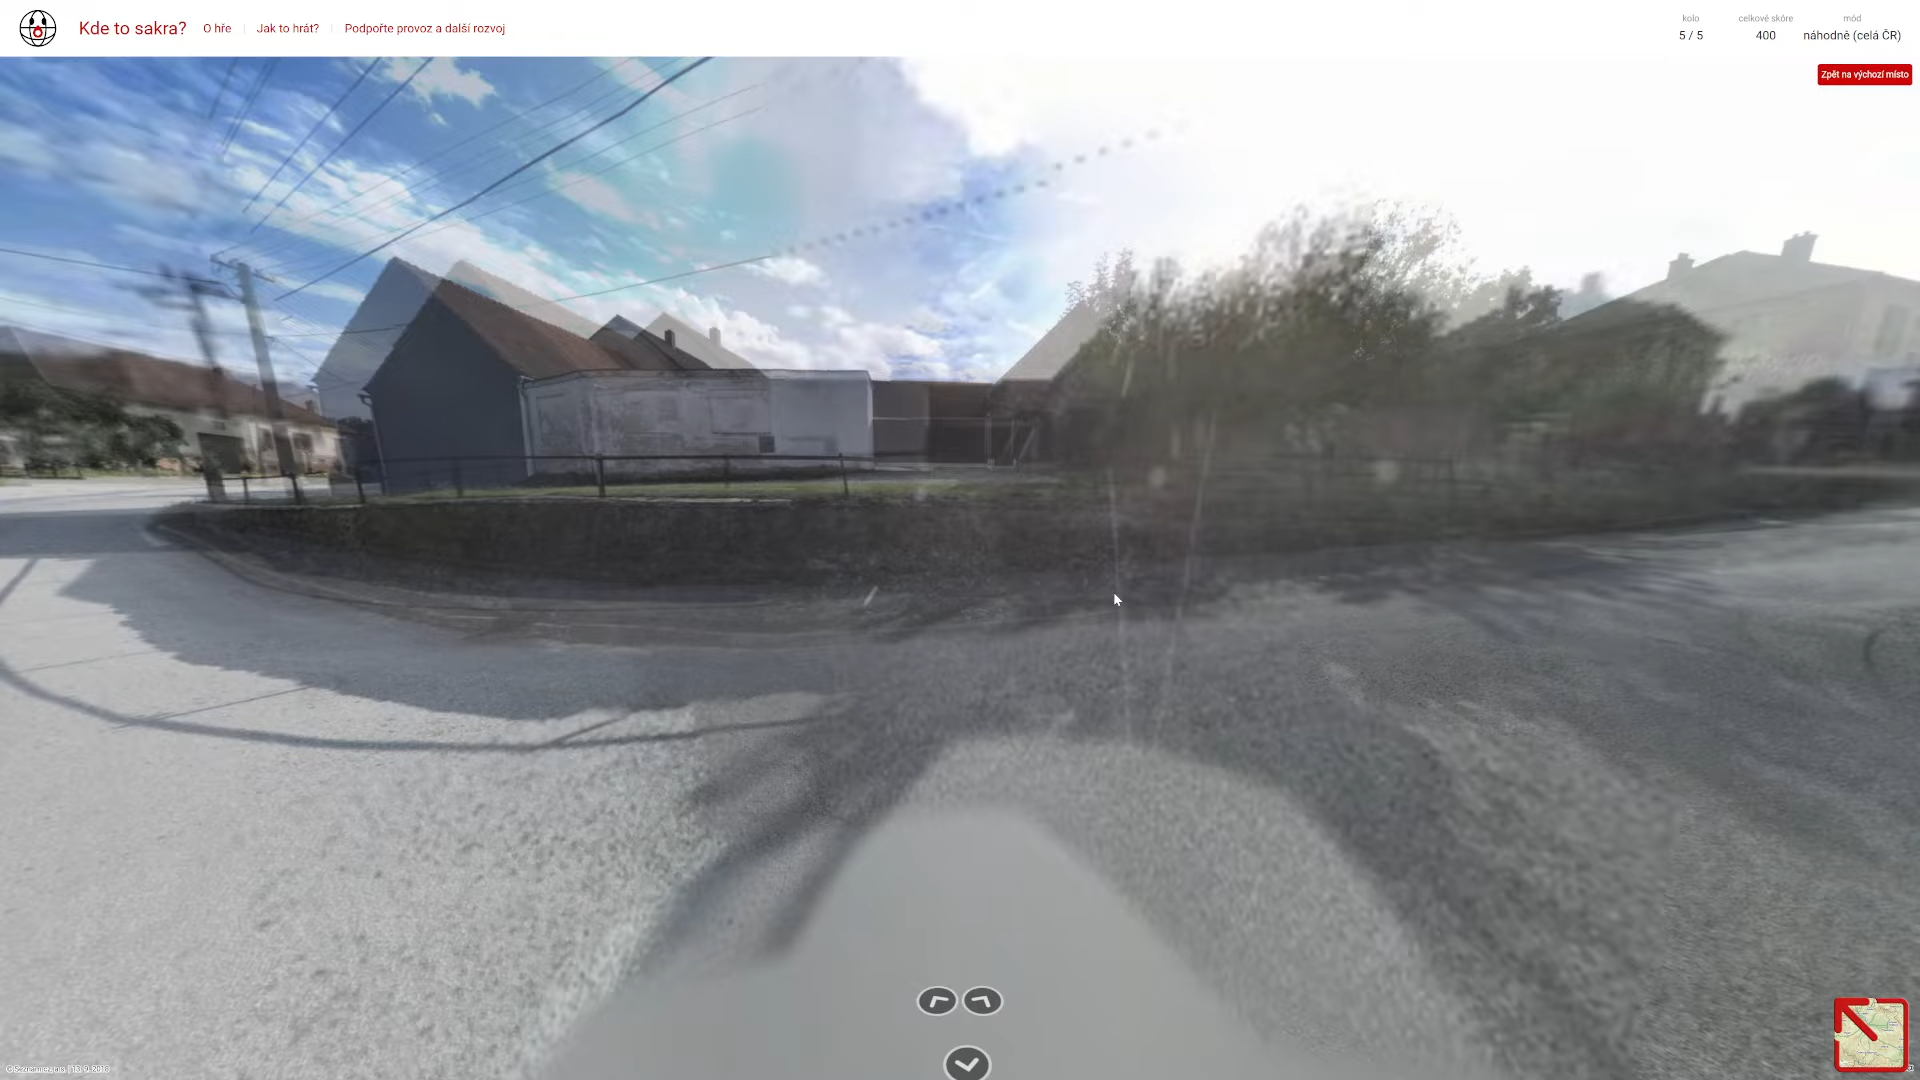 Kde to sakra?
O hře
Jak to hrát?
Podpořte provoz a další rozvoj
kolo
5 / 5
celkové skóre
400
mód
náhodně (celá ČR)
Zpět na výchozí místo